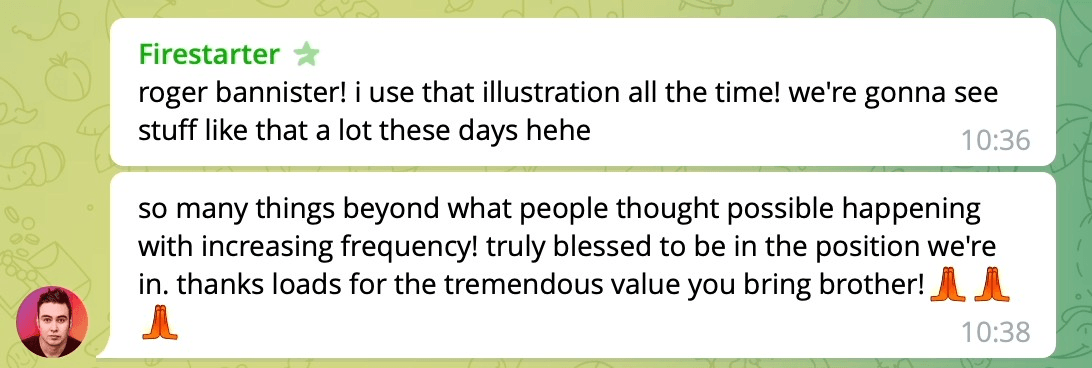 Firestarter
roger bannister! i use that illustration all the time! we're gonna see
stuff like that a lot these days hehe
10:36
so many things beyond what people thought possible happening
with increasing frequency! truly blessed to be in the position we're
in. thanks loads for the tremendous value you bring brother! 🙏 🙏
🙏
10:38